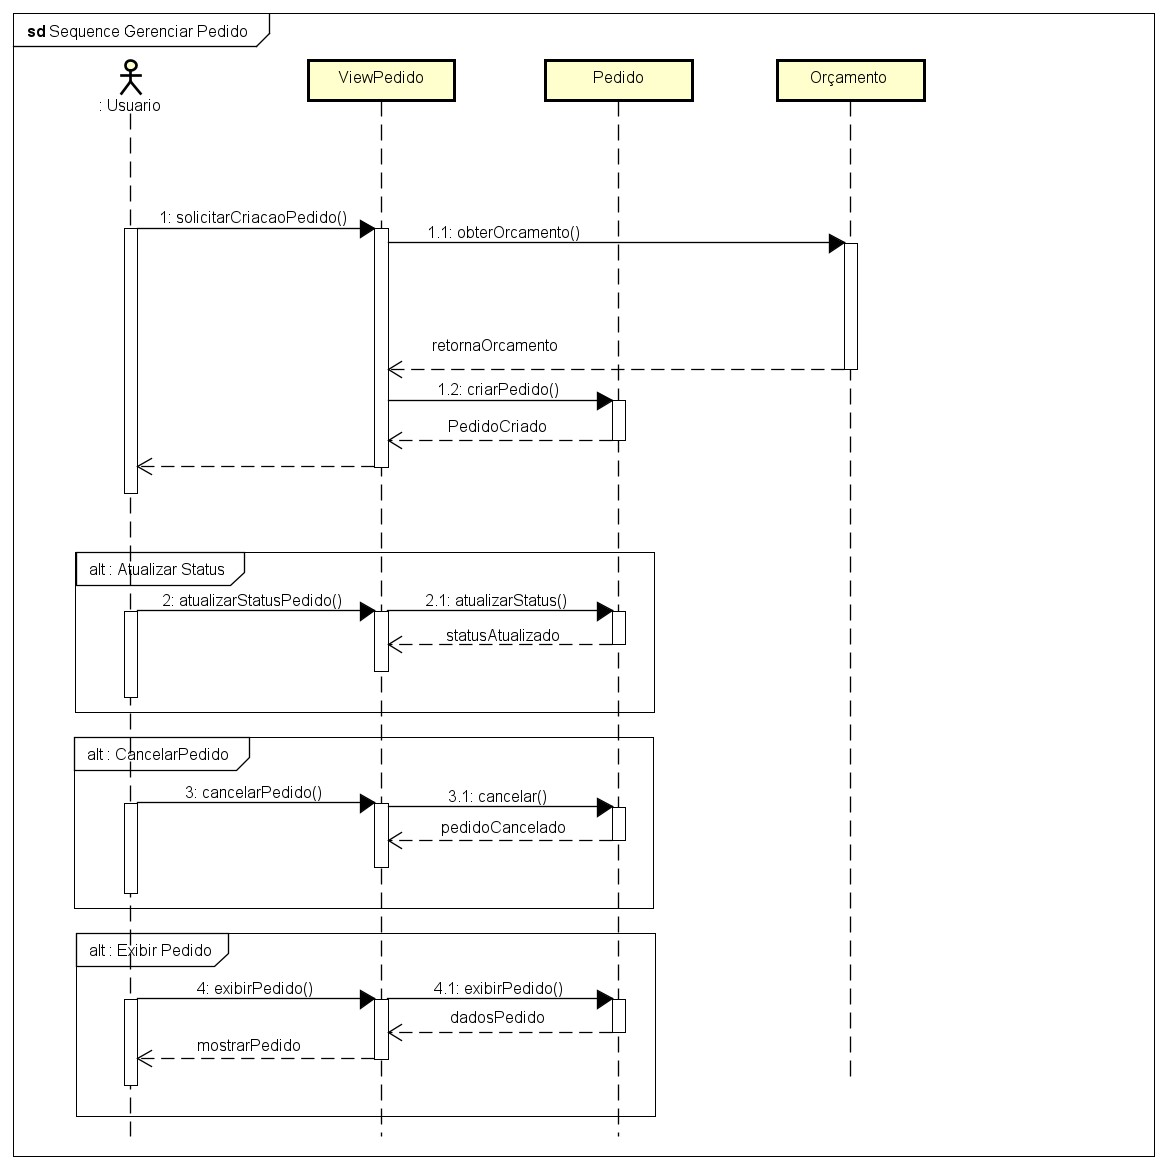 sd Sequence Gerenciar Pedido
: Usuario
ViewPedido
Pedido
Orçamento
1: solicitarCriacaoPedido()
1.1: obterOrcamento()
retornaOrcamento
1.2: criarPedido()
PedidoCriado
alt : Atualizar Status
2: atualizarStatusPedido()
2.1: atualizarStatus()
statusAtualizado
alt : CancelarPedido
3: cancelarPedido()
3.1: cancelar()
pedidoCancelado
alt : Exibir Pedido
4: exibirPedido()
4.1: exibirPedido()
dadosPedido
mostrarPedido